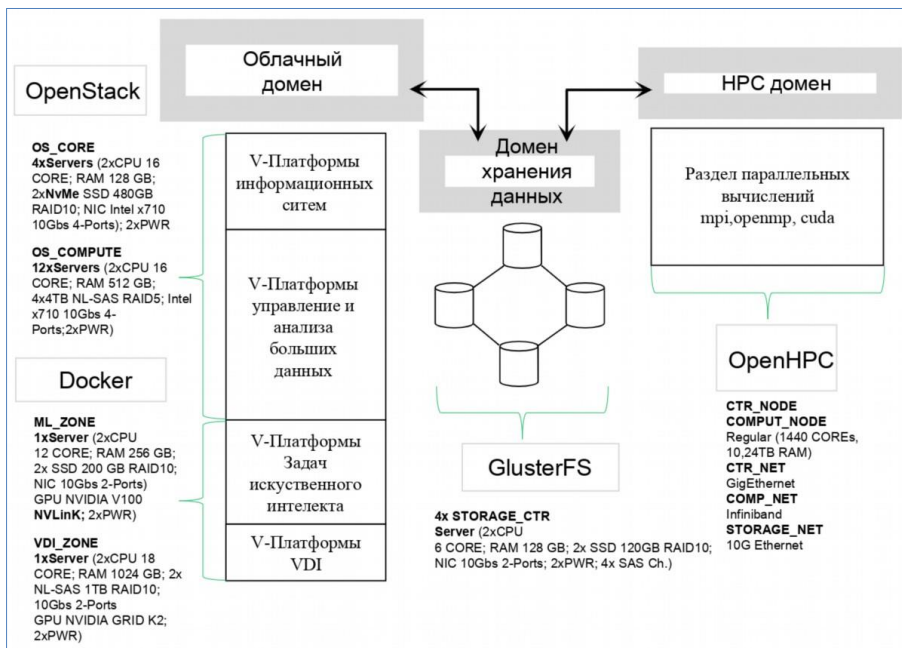 Облачный
домен
HPC домен
OpenStack
Домен
хранения
данных
OS_CORE
4xServers (2xCPU 16
CORE; RAM 128 GB;
2xNvMe SSD 480GB
RAID10; NIC Intel x710
10Gbs 4-Ports); 2xPWR
OS_COMPUTE
12xServers (2xCPU 16
CORE; RAM 512 GB;
4x4TB NL-SAS RAID5; Intel
x710 10Gbs 4-
Ports;2xPWR)
V-Платформы
информационных
ситем
V-Платформы
управление и
анализа
больших
данных
Раздел параллельных
вычислений
mpi,openmp, cuda
Docker
ML_ZONE
1xServer (2xCPU
12 CORE; RAM 256 GB;
2x SSD 200 GB RAID10;
NIC 10Gbs 2-Ports)
GPU NVIDIA V100
NVLinK; 2xPWR)
VDI_ZONE
1xServer (2xCPU 18
CORE; RAM 1024 GB; 2x
NL-SAS 1TB RAID10;
10Gbs 2-Ports
GPU NVIDIA GRID K2;
2xPWR)
V-Платформы
Задач
искуственного
интелекта
V-Платформы
VDI
GlusterFS
4x STORAGE_CTR
Server (2xCPU
6 CORE; RAM 128 GB; 2x SSD 120GB RAID10;
NIC 10Gbs 2-Ports; 2xPWR; 4x SAS Ch.)
OpenHPC
CTR_NODE
COMPUT_NODE
Regular (1440 COREs,
10,24TB RAM)
CTR_NET
GigEthernet
COMP_NET
Infiniband
STORAGE_NET
10G Ethernet